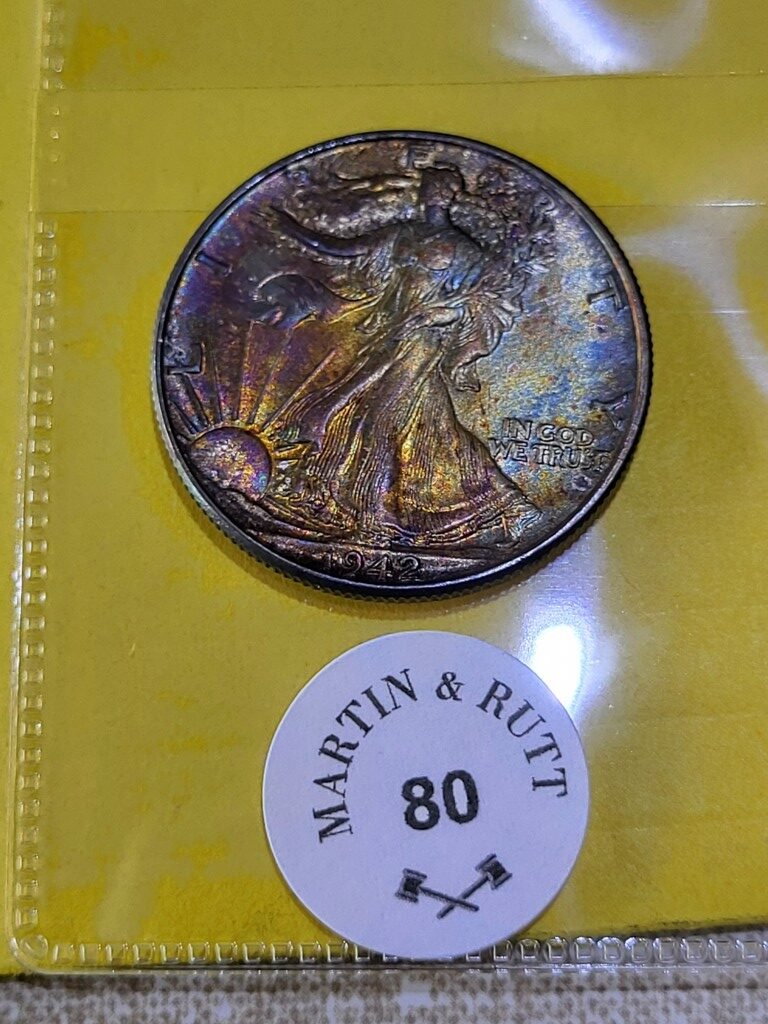 LIBERTY
IN GOD
WE TRUST
1942
MARTIN & RUTT
80